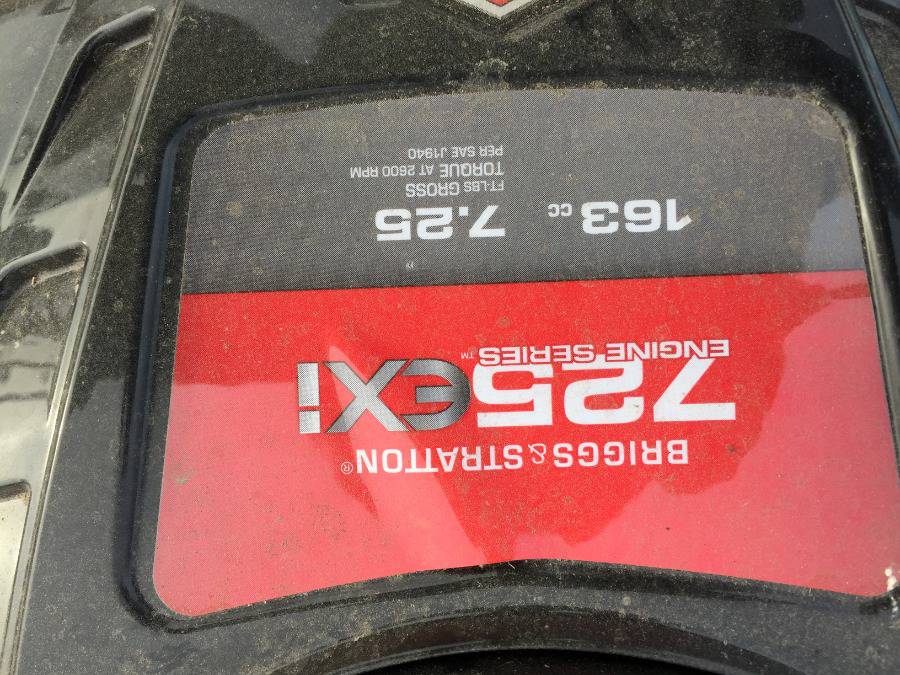 BRIGGS & STRATTON®
725EXi
ENGINE SERIES™
163 cc
7.25
FT-LBS GROSS
TORQUE AT 2600 RPM
PER SAE J1940